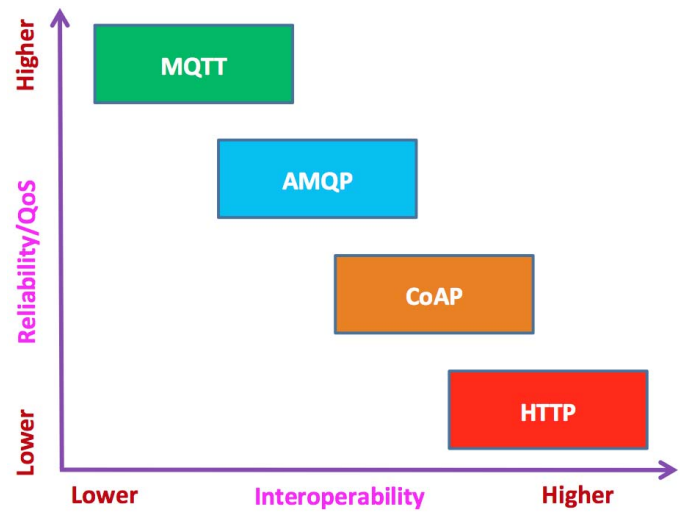 Higher
MQTT
AMQP
Reliability/QoS
CoAP
HTTP
Lower
Lower
Interoperability
Higher